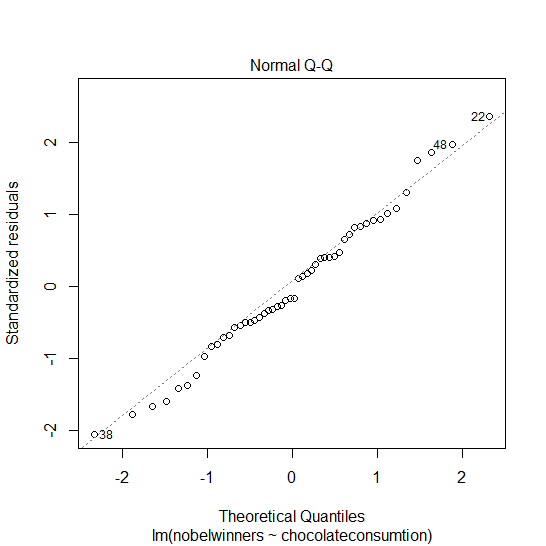 Normal Q-Q
Standardized residuals
2
1
0
-1
-2
22
48
38
-2 -1 0 1 2
Theoretical Quantiles
lm(nobelwinners ~ chocolateconsumtion)